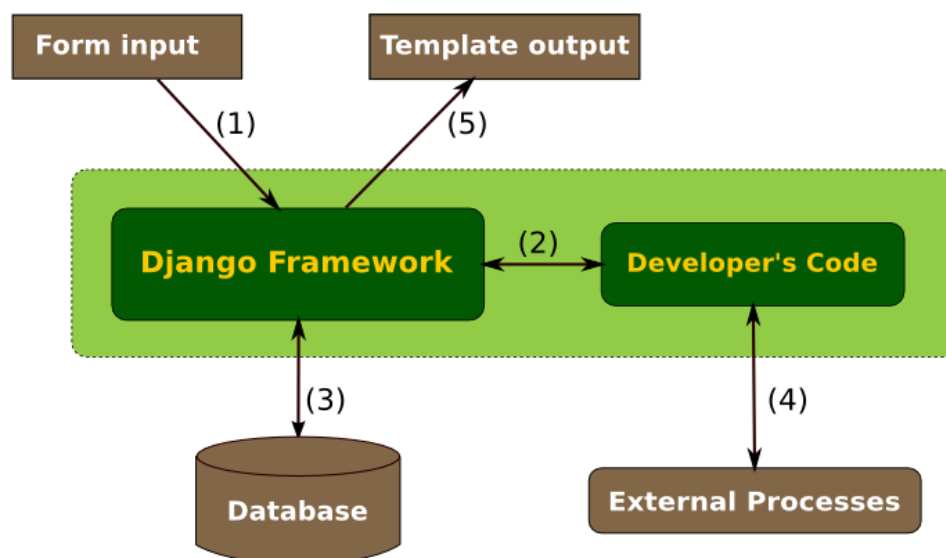 Form input
Template output
(1)
(5)
Django Framework
(2)
Developer's Code
(3)
(4)
Database
External Processes